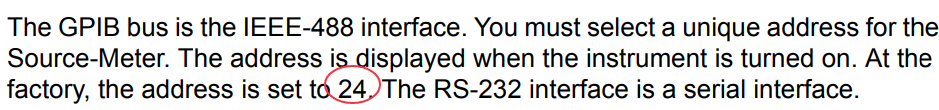 The GPIB bus is the IEEE-488 interface. You must select a unique address for the
Source-Meter. The address is displayed when the instrument is turned on. At the
factory, the address is set to 24. The RS-232 interface is a serial interface.